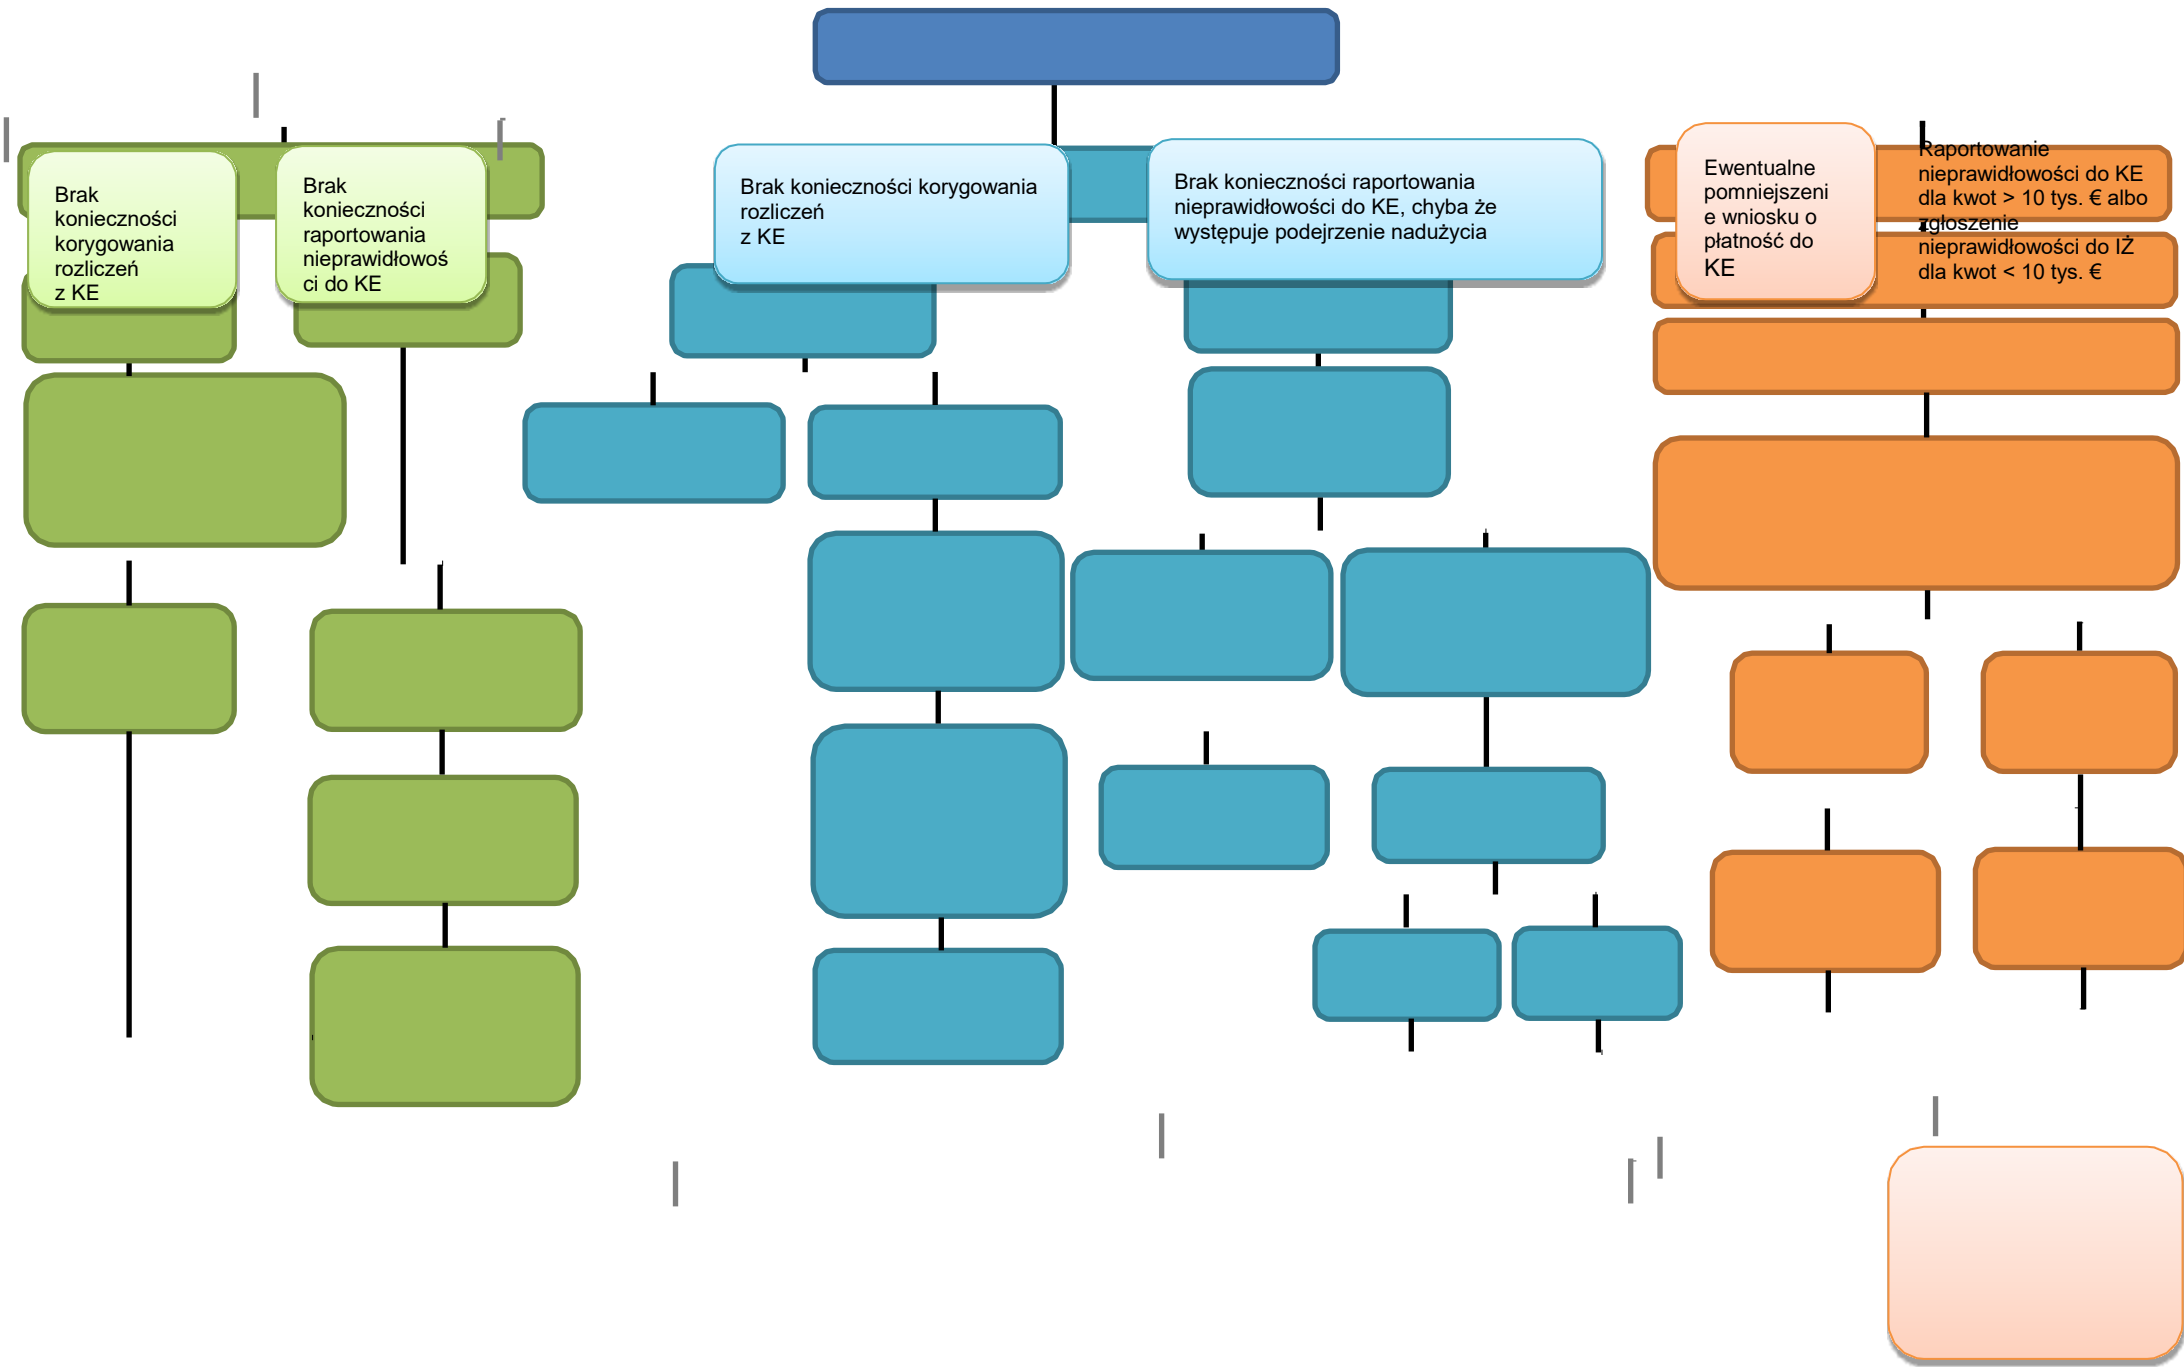 Brak
konieczności
korygowania
rozliczeń
z KE
Brak
konieczności
raportowania
nieprawidłowoś
ci do KE
Brak konieczności korygowania
rozliczeń
z KE
Brak konieczności raportowania
nieprawidłowości do KE, chyba że
występuje podejrzenie nadużycia
Ewentualne
pomniejszeni
e wniosku o
płatność do
KE
Raportowanie
nieprawidłowości do KE
dla kwot > 10 tys. € albo
zgłoszenie
nieprawidłowości do IŻ
dla kwot < 10 tys. €